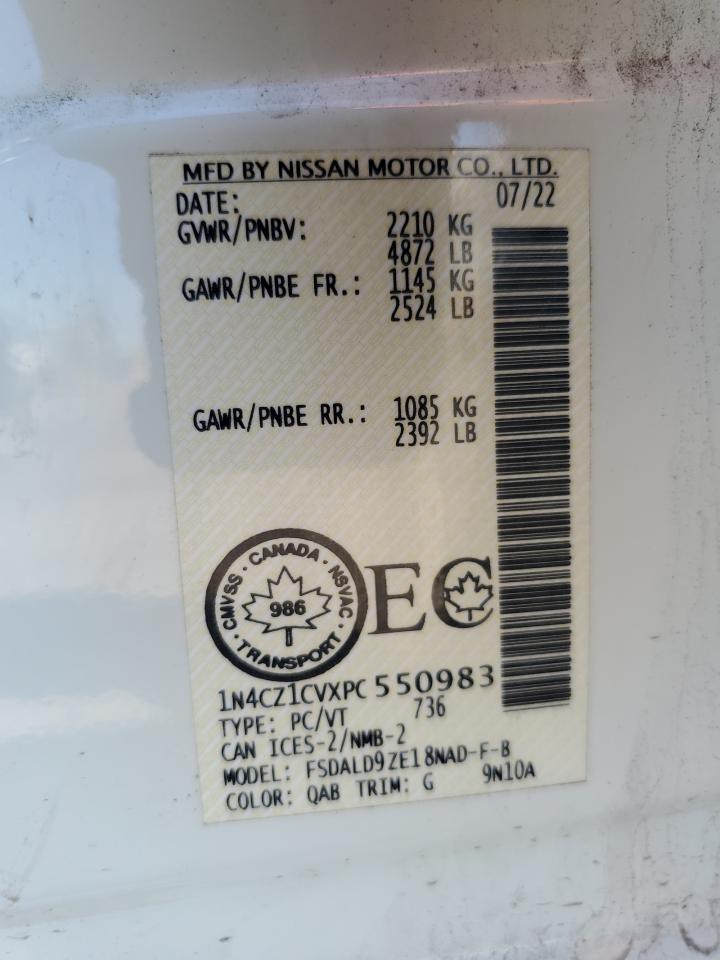 MFD BY NISSAN MOTOR CO., LTD.
DATE: 07/22
GVWR/PNBV: 2210 KG
4872 LB
GAWR/PNBE FR.: 1145 KG
2524 LB
GAWR/PNBE RR.: 1085 KG
2392 LB
CMVSS · CANADA · NSVAC · TRANSPORT ·
986
EC
1N4CZ1CVXPC550983
TYPE: PC/VT 736
CAN ICES-2/NMB-2
MODEL: FSDALD9ZE18NAD-F-B
COLOR: QAB TRIM: G 9N10A